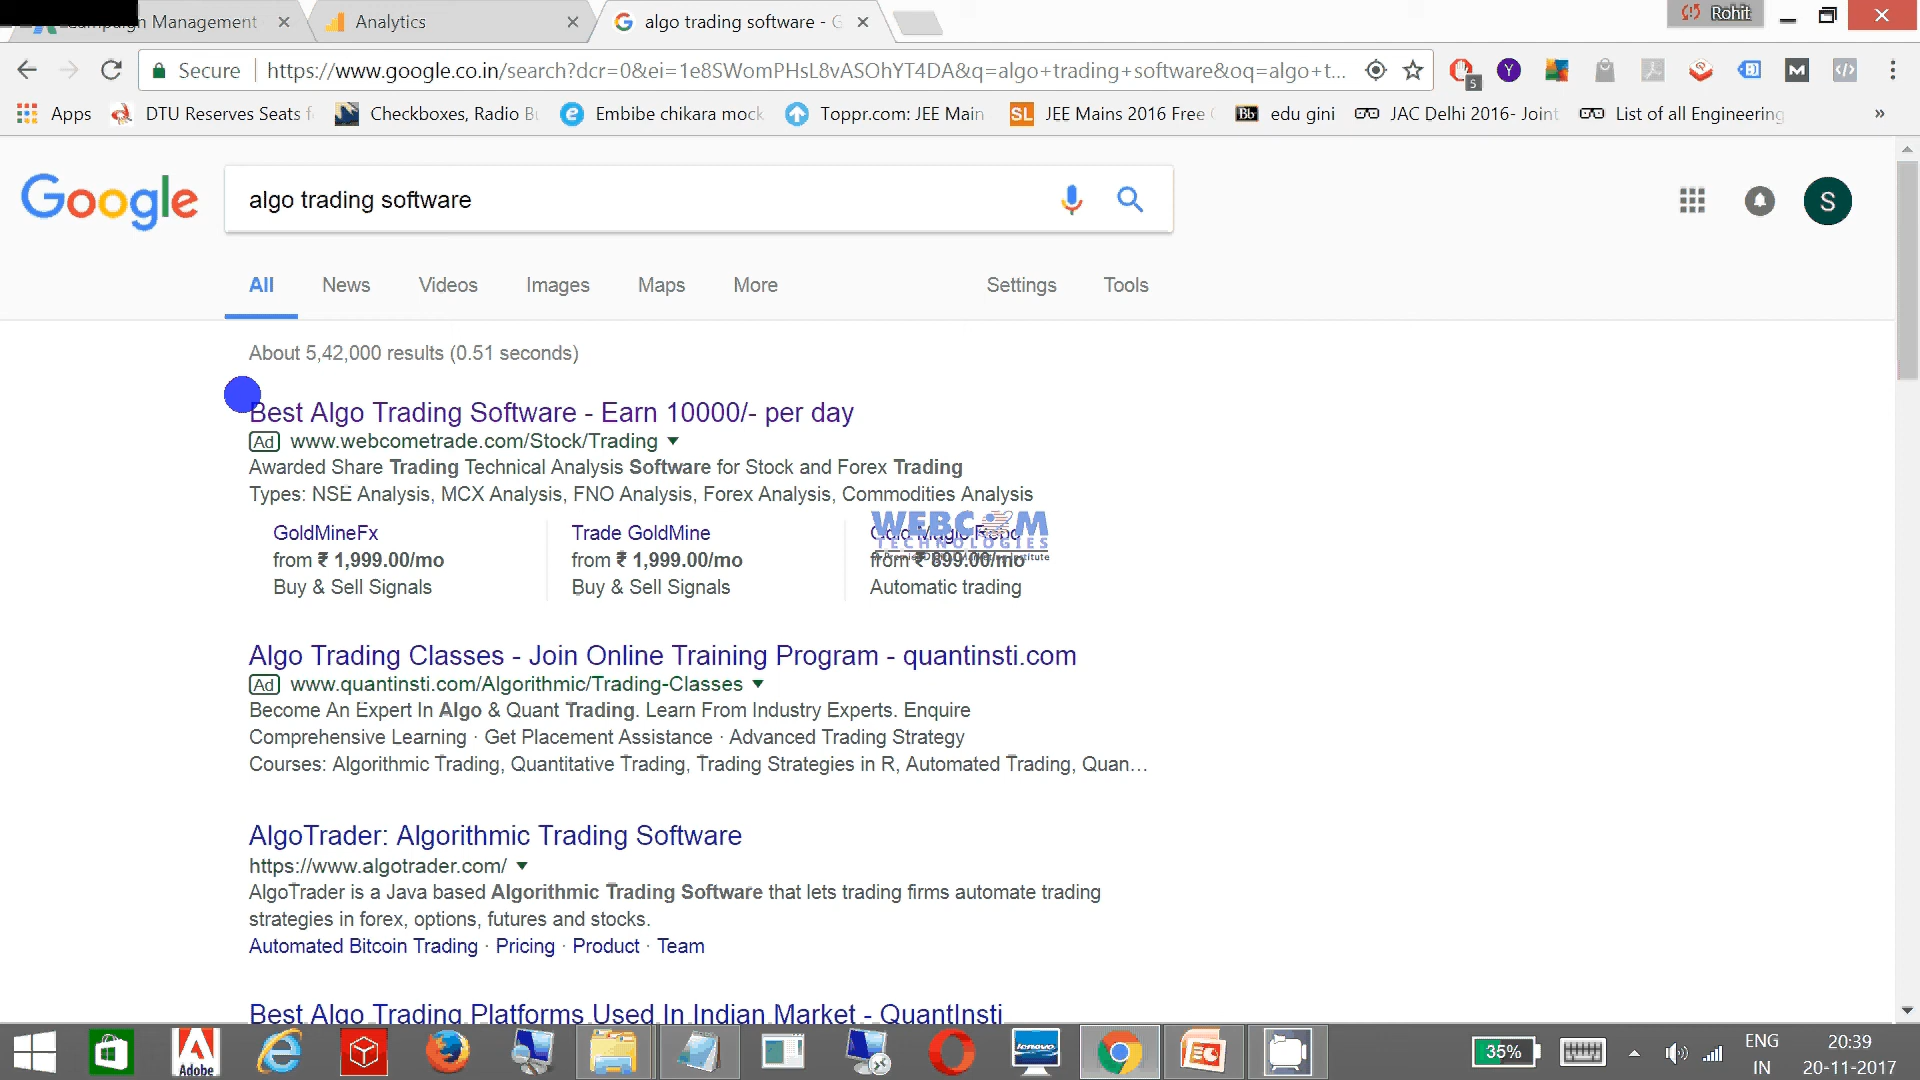 Campaign Management
Analytics
algo trading software - G
Rohit
Secure
https://www.google.co.in/search?dcr=0&ei=1e8SWomPHsL8vASOhYT4DA&q=algo+trading+software&oq=algo+t...
Apps
DTU Reserves Seats f
Checkboxes, Radio Bu
Embibe chikara mock
Toppr.com: JEE Main
SL
JEE Mains 2016 Free
Bb
edu gini
JAC Delhi 2016- Joint
List of all Engineering
»
Google
algo trading software
S
All
News
Videos
Images
Maps
More
Settings
Tools
About 5,42,000 results (0.51 seconds)
Best Algo Trading Software - Earn 10000/- per day
Ad www.webcometrade.com/Stock/Trading
Awarded Share Trading Technical Analysis Software for Stock and Forex Trading
Types: NSE Analysis, MCX Analysis, FNO Analysis, Forex Analysis, Commodities Analysis
GoldMineFx
from ₹ 1,999.00/mo
Buy & Sell Signals
Trade GoldMine
from ₹ 1,999.00/mo
Buy & Sell Signals
WEBCOM
TECHNOLOGIES
from ₹ 899.00/mo
Automatic trading
Algo Trading Classes - Join Online Training Program - quantinsti.com
Ad www.quantinsti.com/Algorithmic/Trading-Classes
Become An Expert In Algo & Quant Trading. Learn From Industry Experts. Enquire
Comprehensive Learning · Get Placement Assistance · Advanced Trading Strategy
Courses: Algorithmic Trading, Quantitative Trading, Trading Strategies in R, Automated Trading, Quan...
AlgoTrader: Algorithmic Trading Software
https://www.algotrader.com/
AlgoTrader is a Java based Algorithmic Trading Software that lets trading firms automate trading
strategies in forex, options, futures and stocks.
Automated Bitcoin Trading · Pricing · Product · Team
Best Algo Trading Platforms Used In Indian Market - QuantInsti
Adobe
lenovo
35%
ENG
IN
20:39
20-11-2017